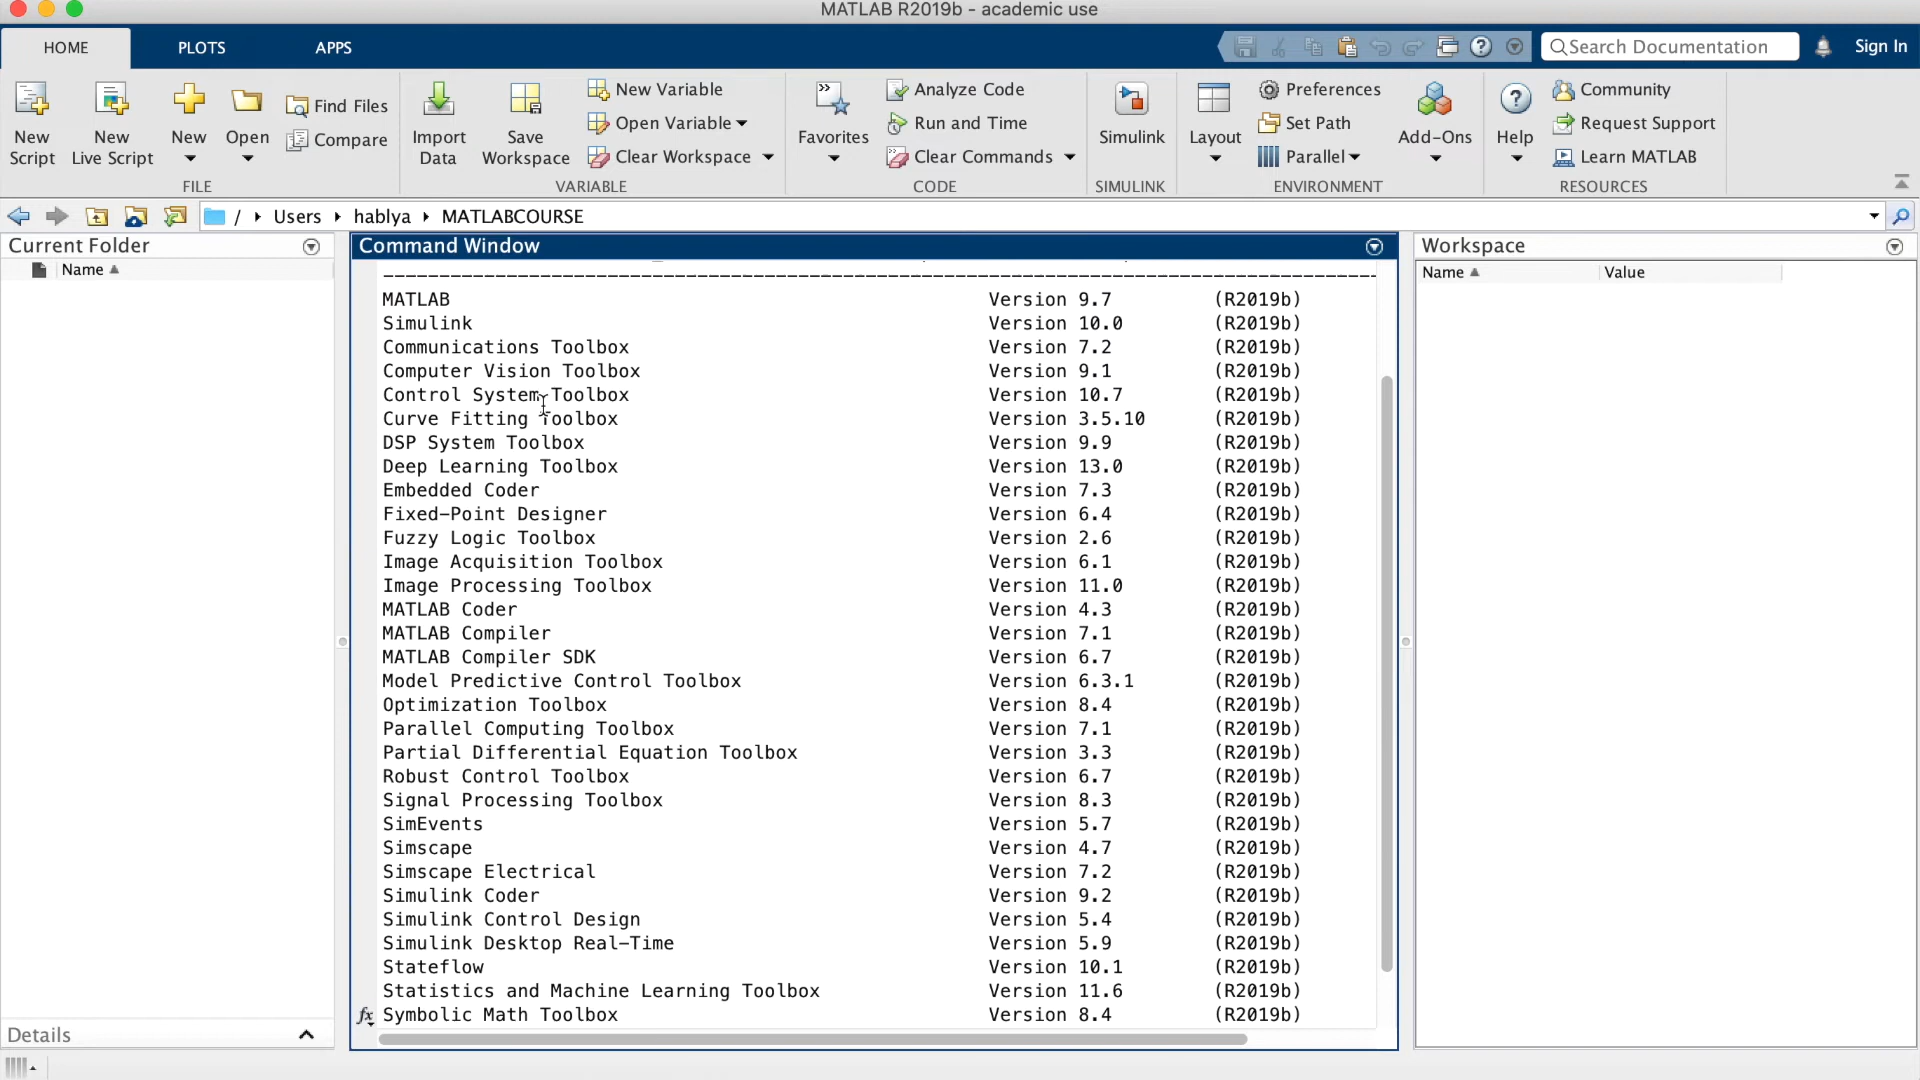 MATLAB R2019b - academic use
HOME PLOTS APPS
Search Documentation Sign In
New Script
New Live Script
New
Open
Find Files
Compare
FILE
Import Data
Save Workspace
New Variable
Open Variable
Clear Workspace
VARIABLE
Favorites
Analyze Code
Run and Time
Clear Commands
CODE
Simulink
SIMULINK
Layout
Preferences
Set Path
Parallel
Add-Ons
ENVIRONMENT
Help
Community
Request Support
Learn MATLAB
RESOURCES
/ Users hablya MATLABCOURSE
Current Folder
Name
Details
Command Window
MATLAB Version 9.7 (R2019b)
Simulink Version 10.0 (R2019b)
Communications Toolbox Version 7.2 (R2019b)
Computer Vision Toolbox Version 9.1 (R2019b)
Control System Toolbox Version 10.7 (R2019b)
Curve Fitting Toolbox Version 3.5.10 (R2019b)
DSP System Toolbox Version 9.9 (R2019b)
Deep Learning Toolbox Version 13.0 (R2019b)
Embedded Coder Version 7.3 (R2019b)
Fixed-Point Designer Version 6.4 (R2019b)
Fuzzy Logic Toolbox Version 2.6 (R2019b)
Image Acquisition Toolbox Version 6.1 (R2019b)
Image Processing Toolbox Version 11.0 (R2019b)
MATLAB Coder Version 4.3 (R2019b)
MATLAB Compiler Version 7.1 (R2019b)
MATLAB Compiler SDK Version 6.7 (R2019b)
Model Predictive Control Toolbox Version 6.3.1 (R2019b)
Optimization Toolbox Version 8.4 (R2019b)
Parallel Computing Toolbox Version 7.1 (R2019b)
Partial Differential Equation Toolbox Version 3.3 (R2019b)
Robust Control Toolbox Version 6.7 (R2019b)
Signal Processing Toolbox Version 8.3 (R2019b)
SimEvents Version 5.7 (R2019b)
Simscape Version 4.7 (R2019b)
Simscape Electrical Version 7.2 (R2019b)
Simulink Coder Version 9.2 (R2019b)
Simulink Control Design Version 5.4 (R2019b)
Simulink Desktop Real-Time Version 5.9 (R2019b)
Stateflow Version 10.1 (R2019b)
Statistics and Machine Learning Toolbox Version 11.6 (R2019b)
fx Symbolic Math Toolbox Version 8.4 (R2019b)
Workspace
Name Value